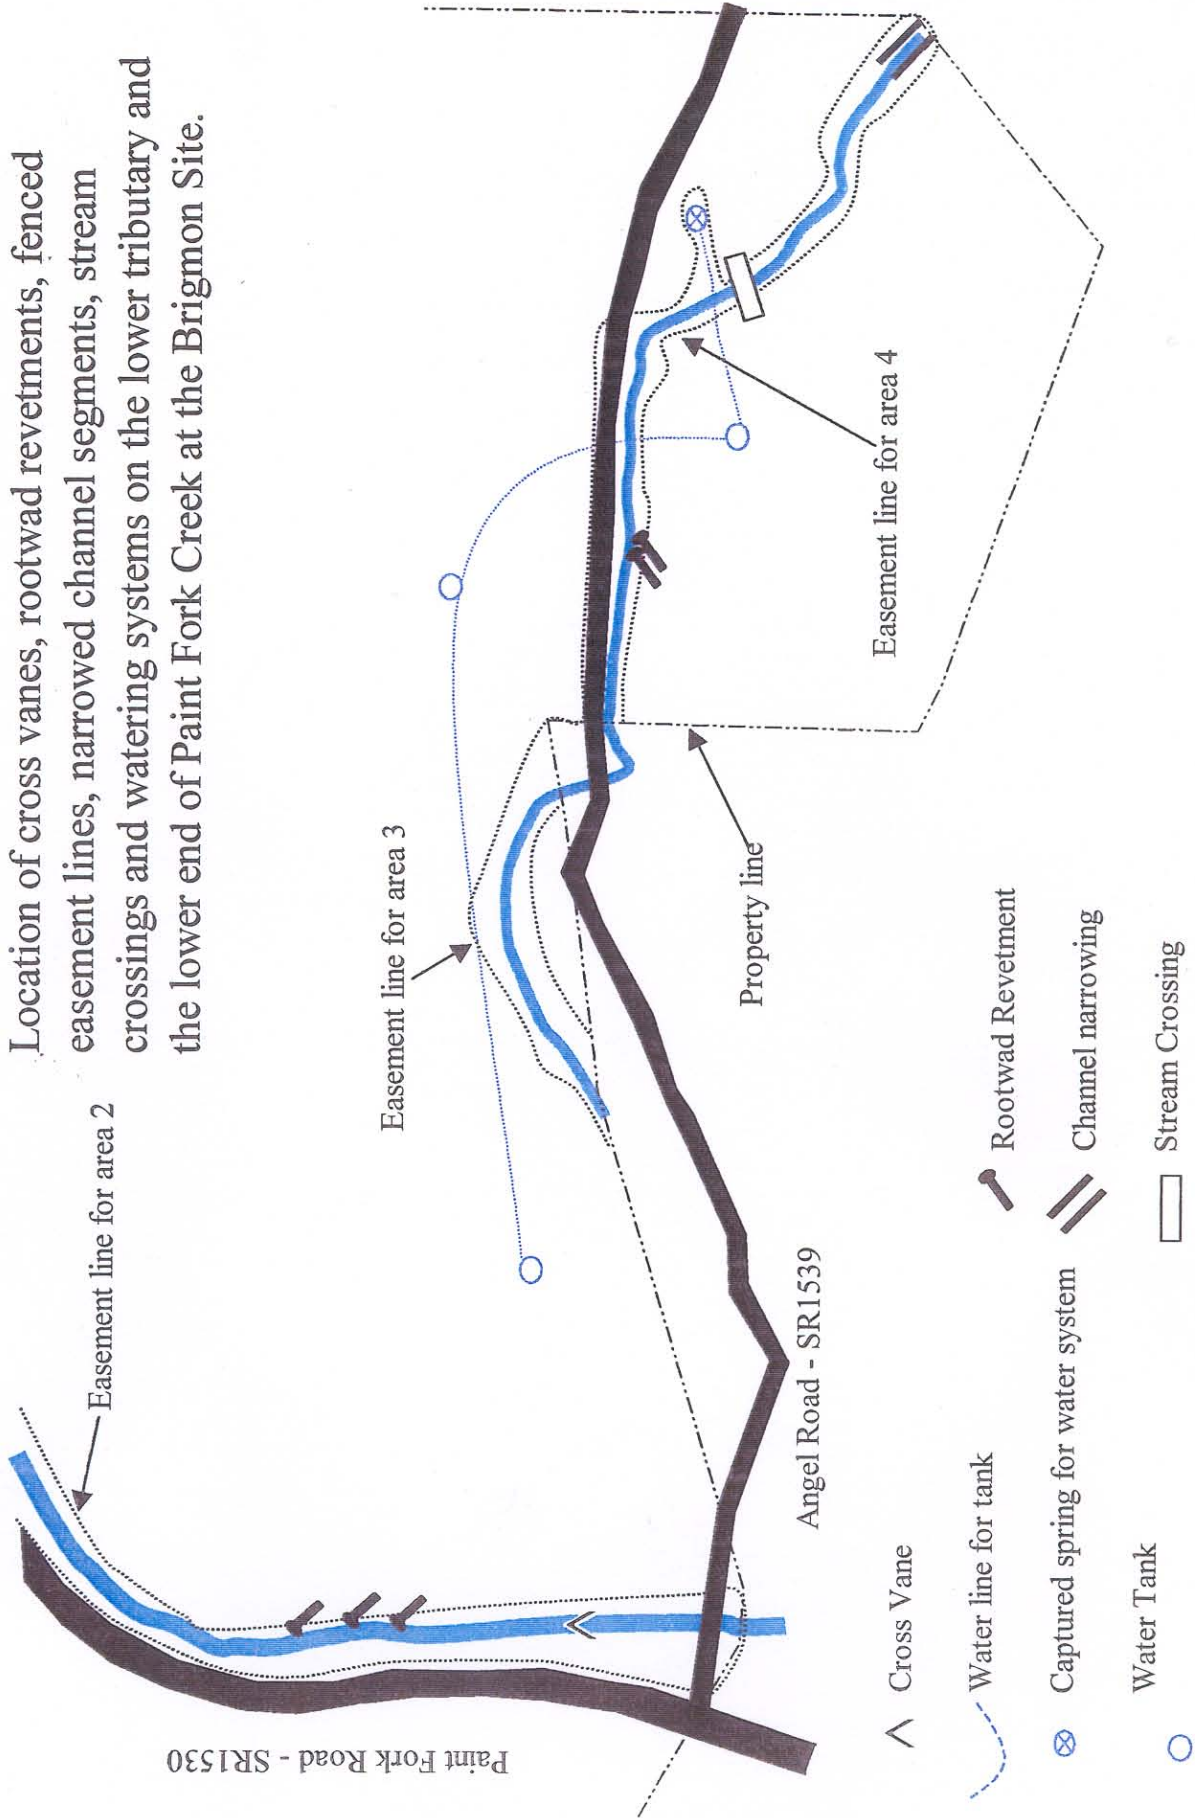 Location of cross vanes, rootwad revetments, fenced
easement lines, narrowed channel segments, stream
crossings and watering systems on the lower tributary and
the lower end of Paint Fork Creek at the Brigmon Site.
Easement line for area 2
Easement line for area 3
Easement line for area 4
Property line
Paint Fork Road - SR1530
Angel Road - SR1539
Cross Vane
Water line for tank
Captured spring for water system
Water Tank
Rootwad Revetment
Channel narrowing
Stream Crossing